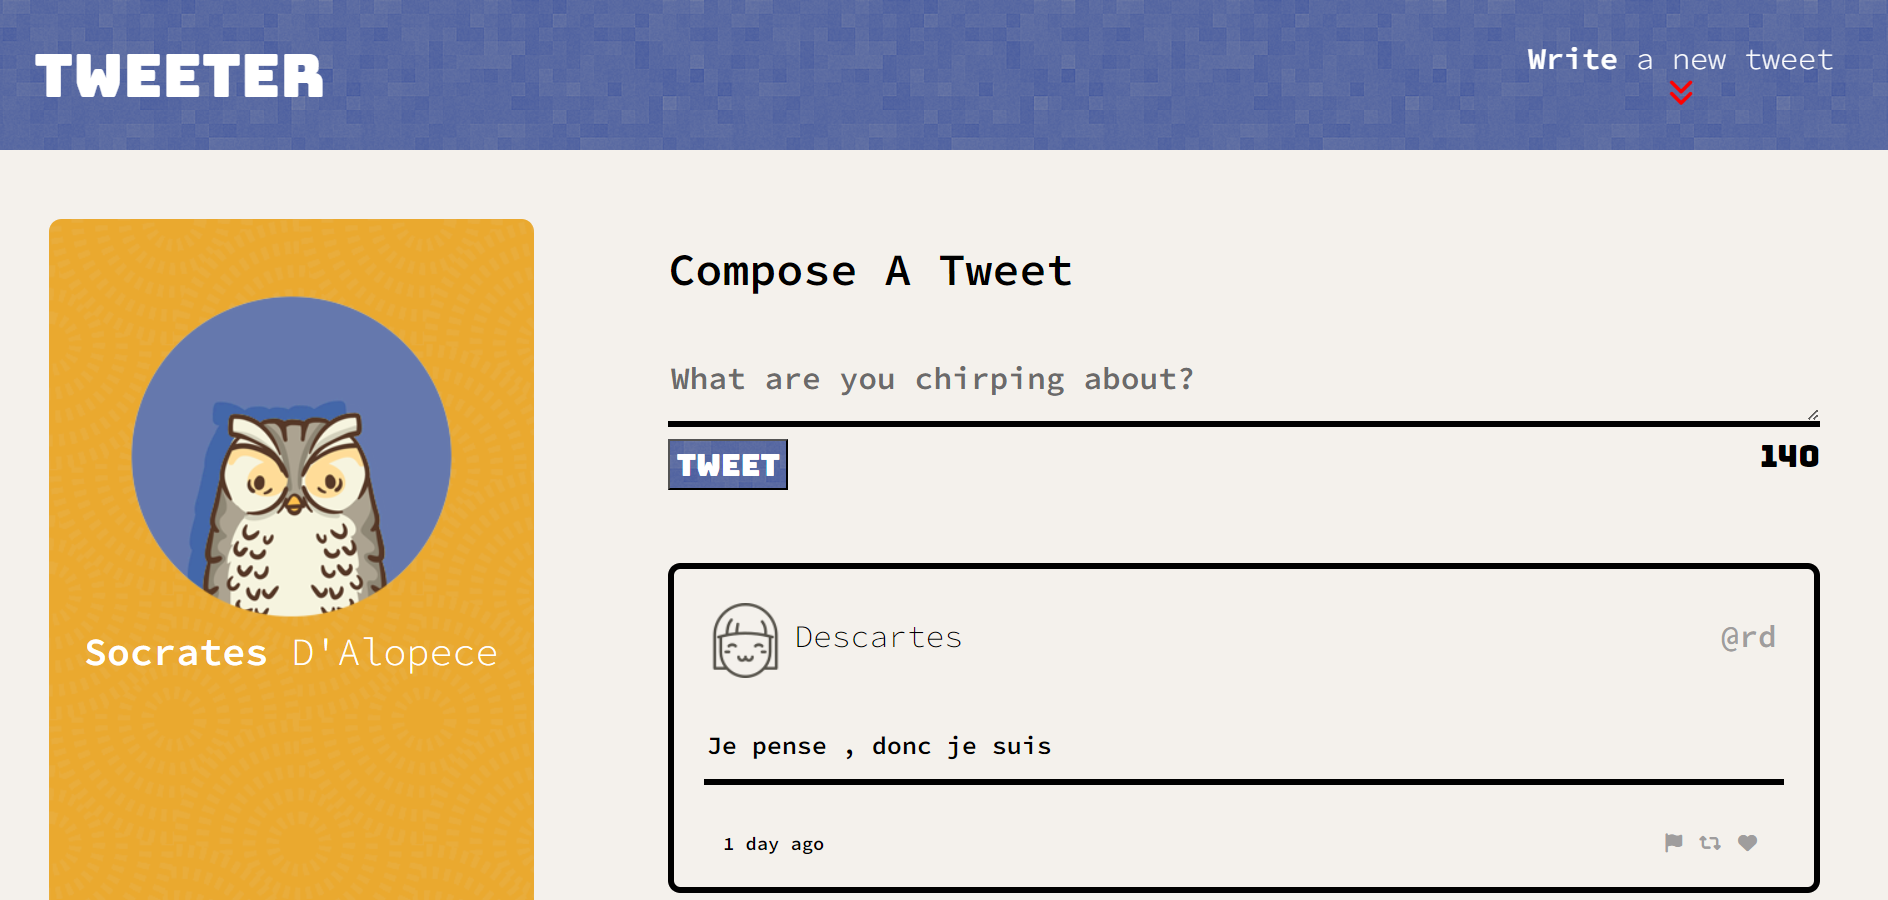 TWEETER
Write a new tweet
Socrates D'Alopece
Compose A Tweet
What are you chirping about?
TWEET
140
Descartes
@rd
Je pense , donc je suis
1 day ago